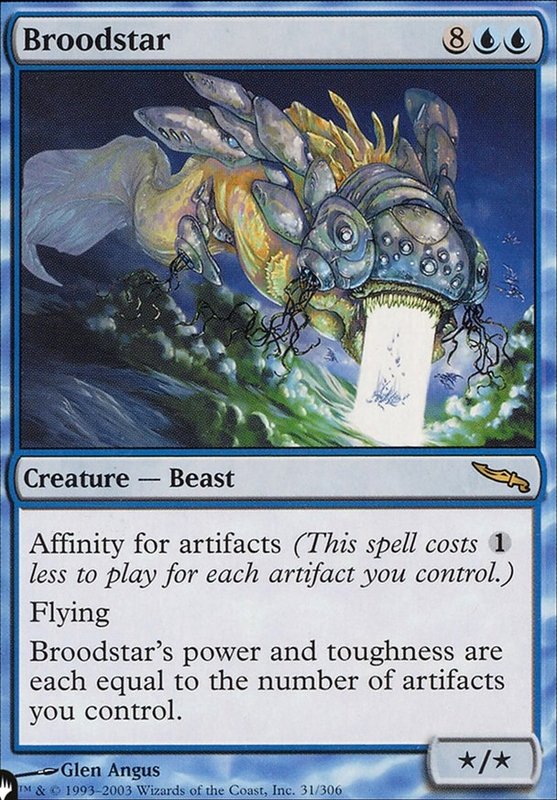 Broodstar 8
Creature — Beast
Affinity for artifacts (This spell costs 1
less to play for each artifact you control.)
Flying
Broodstar's power and toughness are
each equal to the number of artifacts
you control.
★/★
Glen Angus
™ & © 1993–2003 Wizards of the Coast, Inc. 31/306